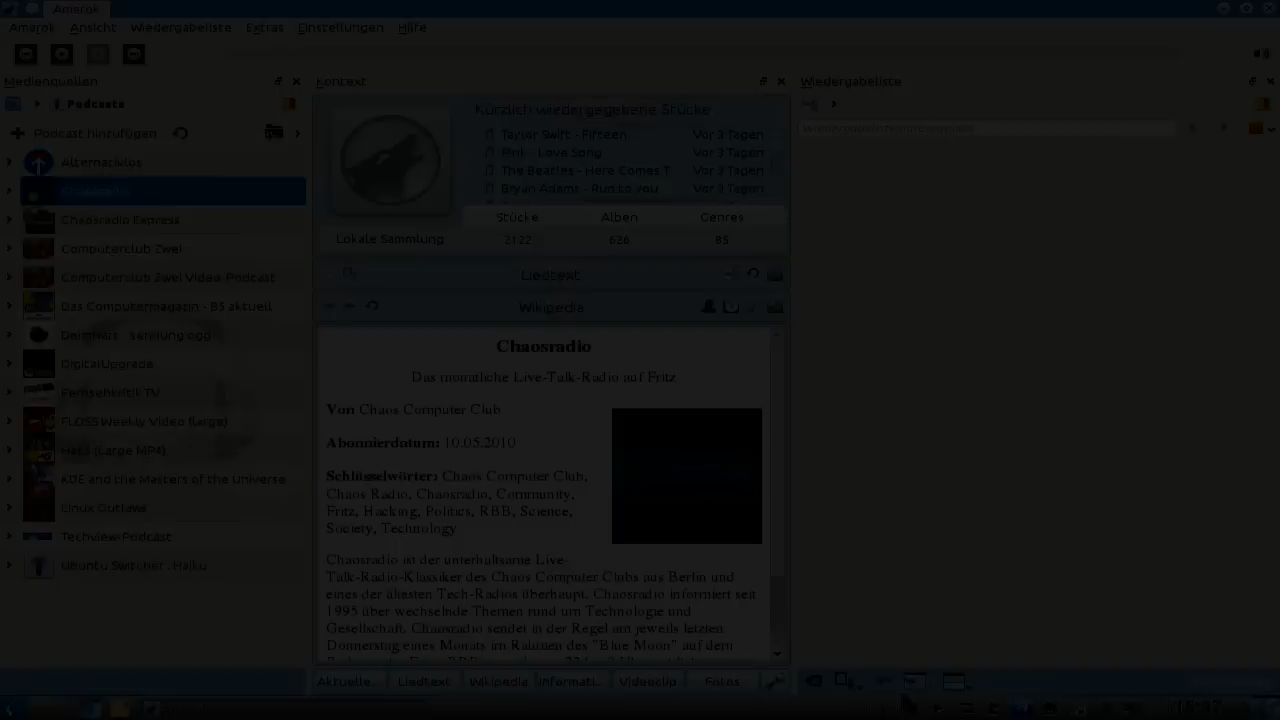 Amarok
Amarok Ansicht Wiedergabeliste Extras Einstellungen Hilfe
Medienquellen
Podcasts
Podcast hinzufügen
Alternativlos
Chaosradio
Chaosradio Express
Computerclub Zwei
Computerclub Zwei Video-Podcast
Das Computermagazin - B5 aktuell
DigitalUpgrade
Fernsehkritik TV
FLOSS Weekly Video (large)
Hak5 (Large MP4)
KDE and the Masters of the Universe
Linux Outlaws
Techview-Podcast
Ubuntu Switcher : Haiku
Kontext
Kürzlich wiedergegebene Stücke
Taylor Swift - Fifteen Vor 3 Tagen
P!nk - Love Song Vor 3 Tagen
The Beatles - Here Comes T Vor 3 Tagen
Bryan Adams - Run to you Vor 3 Tagen
Stücke Alben Genres
Lokale Sammlung 2122 636 85
Liedtext
Wikipedia
Chaosradio
Das monatliche Live-Talk-Radio auf Fritz
Von Chaos Computer Club
Abonnierdatum: 10.05.2010
Schlüsselwörter: Chaos Computer Club,
Chaos Radio, Chaosradio, Community,
Fritz, Hacking, Politics, RBB, Science,
Society, Technology
Chaosradio ist der unterhaltsame Live-
Talk-Radio-Klassiker des Chaos Computer Clubs aus Berlin und
eines der ältesten Tech-Radios überhaupt. Chaosradio informiert seit
1995 über wechselnde Themen rund um Technologie und
Gesellschaft. Chaosradio sendet in der Regel am jeweils letzten
Donnerstag eines Monats im Rahmen des "Blue Moon" auf dem
Aktuelle... Liedtext Wikipedia Informati... Videoclip Fotos
Wiedergabeliste